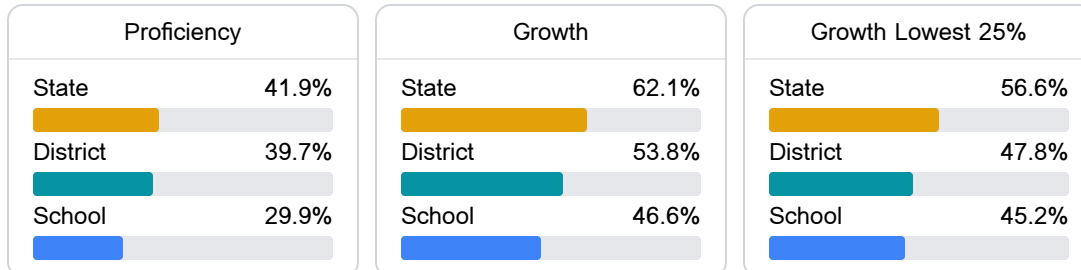 Proficiency
State 41.9%
District 39.7%
School 29.9%
Growth
State 62.1%
District 53.8%
School 46.6%
Growth Lowest 25%
State 56.6%
District 47.8%
School 45.2%